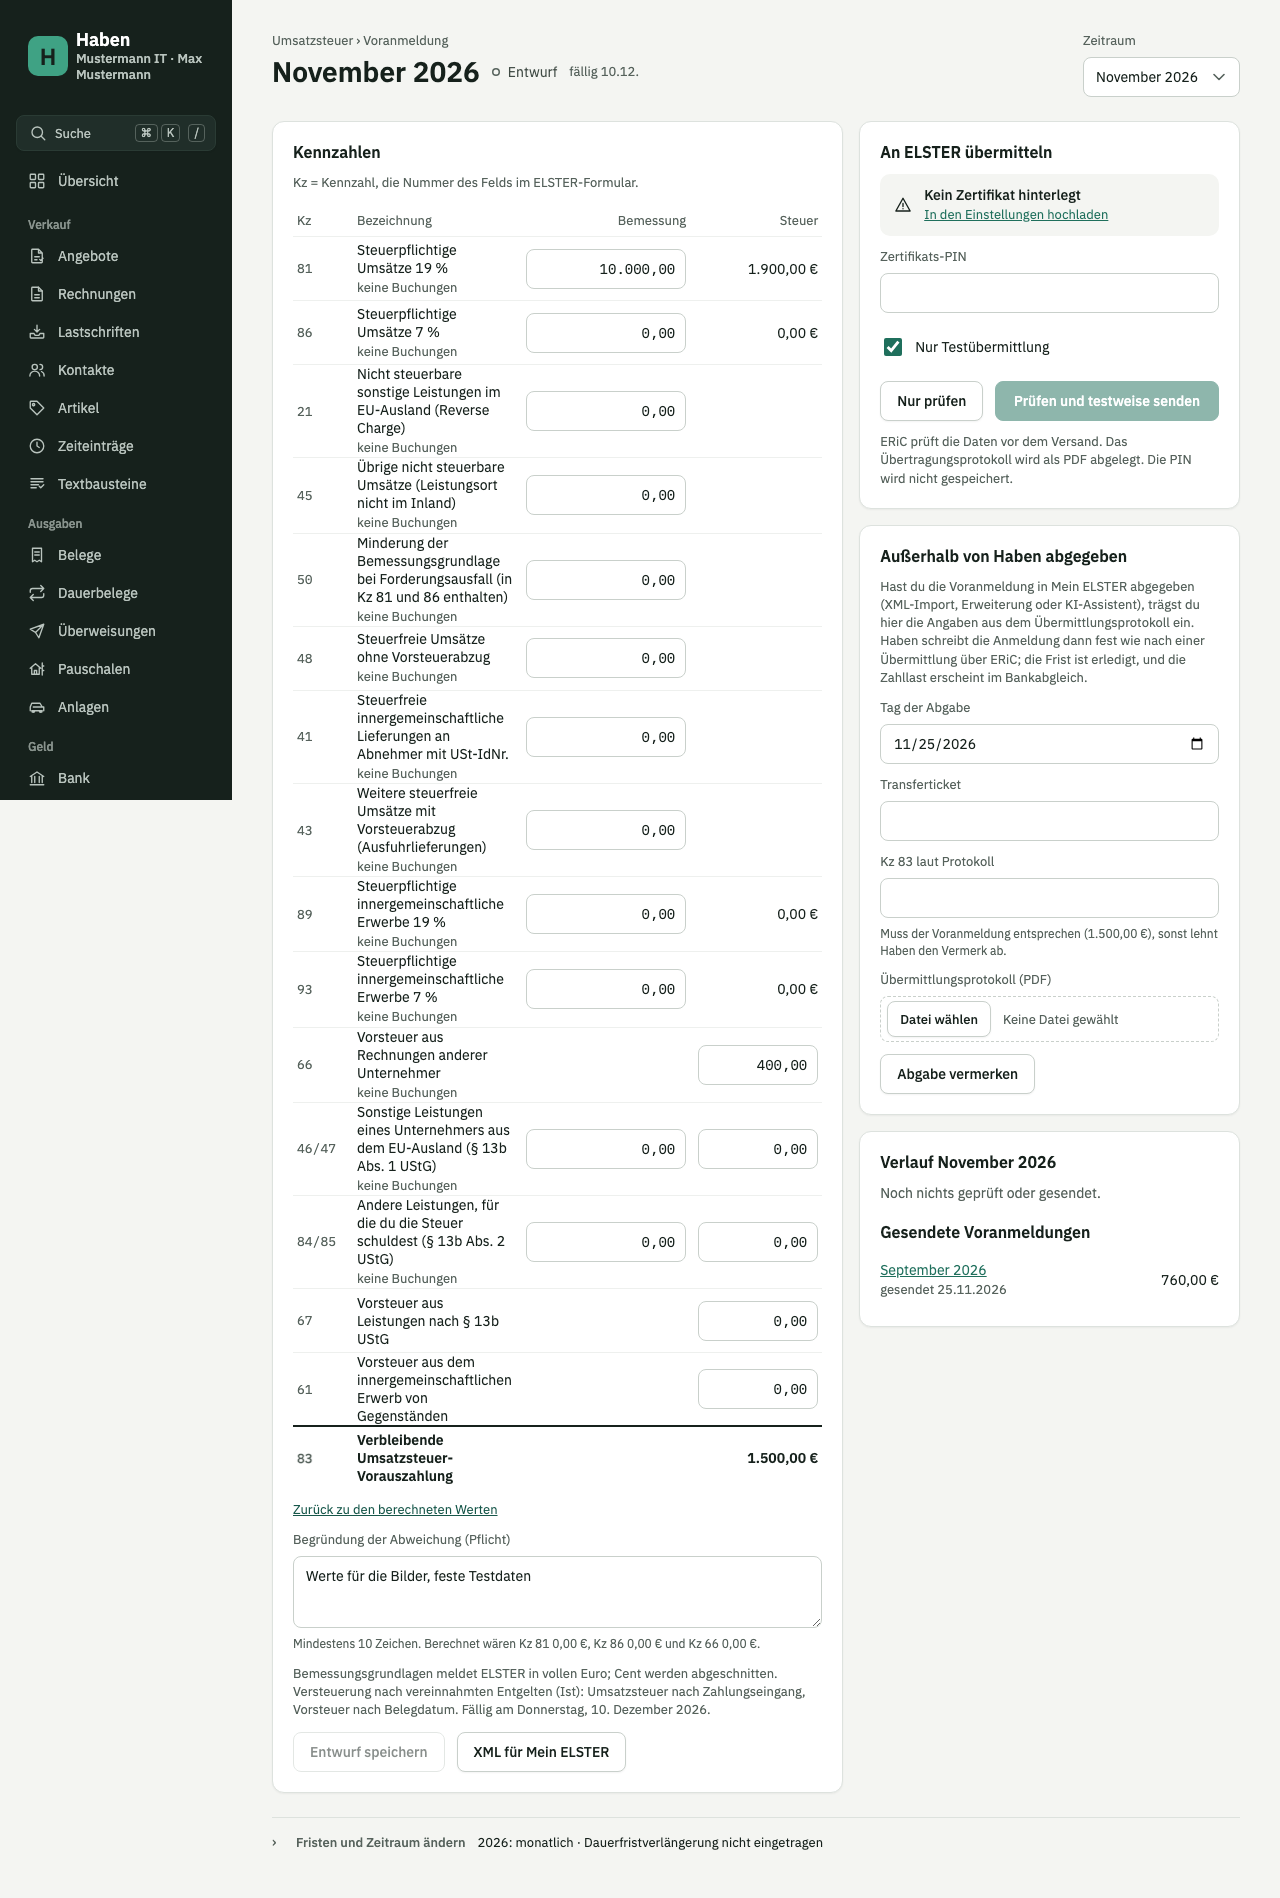 Haben
Mustermann IT · Max
Mustermann
Suche ⌘ K /
Übersicht
Verkauf
Angebote
Rechnungen
Lastschriften
Kontakte
Artikel
Zeiteinträge
Textbausteine
Ausgaben
Belege
Dauerbelege
Überweisungen
Pauschalen
Anlagen
Geld
Bank
Umsatzsteuer › Voranmeldung
November 2026 Entwurf fällig 10.12.
Zeitraum
November 2026
Kennzahlen
Kz = Kennzahl, die Nummer des Felds im ELSTER-Formular.
Kz Bezeichnung Bemessung Steuer
81 Steuerpflichtige
Umsätze 19 % 10.000,00 1.900,00 €
keine Buchungen
86 Steuerpflichtige
Umsätze 7 % 0,00 0,00 €
keine Buchungen
21 Nicht steuerbare
sonstige Leistungen im
EU-Ausland (Reverse 0,00
Charge)
keine Buchungen
45 Übrige nicht steuerbare
Umsätze (Leistungsort 0,00
nicht im Inland)
keine Buchungen
50 Minderung der
Bemessungsgrundlage
bei Forderungsausfall (in 0,00
Kz 81 und 86 enthalten)
keine Buchungen
48 Steuerfreie Umsätze
ohne Vorsteuerabzug 0,00
keine Buchungen
41 Steuerfreie
innergemeinschaftliche
Lieferungen an 0,00
Abnehmer mit USt-IdNr.
keine Buchungen
43 Weitere steuerfreie
Umsätze mit
Vorsteuerabzug 0,00
(Ausfuhrlieferungen)
keine Buchungen
89 Steuerpflichtige
innergemeinschaftliche 0,00 0,00 €
Erwerbe 19 %
keine Buchungen
93 Steuerpflichtige
innergemeinschaftliche 0,00 0,00 €
Erwerbe 7 %
keine Buchungen
66 Vorsteuer aus
Rechnungen anderer 400,00
Unternehmer
keine Buchungen
46/47 Sonstige Leistungen
eines Unternehmers aus
dem EU-Ausland (§ 13b 0,00 0,00
Abs. 1 UStG)
keine Buchungen
84/85 Andere Leistungen, für
die du die Steuer
schuldest (§ 13b Abs. 2 0,00 0,00
UStG)
keine Buchungen
67 Vorsteuer aus
Leistungen nach § 13b 0,00
UStG
61 Vorsteuer aus dem
innergemeinschaftlichen
Erwerb von 0,00
Gegenständen
83 Verbleibende
Umsatzsteuer- 1.500,00 €
Vorauszahlung
Zurück zu den berechneten Werten
Begründung der Abweichung (Pflicht)
Werte für die Bilder, feste Testdaten
Mindestens 10 Zeichen. Berechnet wären Kz 81 0,00 €, Kz 86 0,00 € und Kz 66 0,00 €.
Bemessungsgrundlagen meldet ELSTER in vollen Euro; Cent werden abgeschnitten.
Versteuerung nach vereinnahmten Entgelten (Ist): Umsatzsteuer nach Zahlungseingang,
Vorsteuer nach Belegdatum. Fällig am Donnerstag, 10. Dezember 2026.
Entwurf speichern XML für Mein ELSTER
An ELSTER übermitteln
Kein Zertifikat hinterlegt
In den Einstellungen hochladen
Zertifikats-PIN
Nur Testübermittlung
Nur prüfen Prüfen und testweise senden
ERiC prüft die Daten vor dem Versand. Das
Übertragungsprotokoll wird als PDF abgelegt. Die PIN
wird nicht gespeichert.
Außerhalb von Haben abgegeben
Hast du die Voranmeldung in Mein ELSTER abgegeben
(XML-Import, Erweiterung oder KI-Assistent), trägst du
hier die Angaben aus dem Übermittlungsprotokoll ein.
Haben schreibt die Anmeldung dann fest wie nach einer
Übermittlung über ERiC; die Frist ist erledigt, und die
Zahllast erscheint im Bankabgleich.
Tag der Abgabe
11/25/2026
Transferticket
Kz 83 laut Protokoll
Muss der Voranmeldung entsprechen (1.500,00 €), sonst lehnt
Haben den Vermerk ab.
Übermittlungsprotokoll (PDF)
Datei wählen Keine Datei gewählt
Abgabe vermerken
Verlauf November 2026
Noch nichts geprüft oder gesendet.
Gesendete Voranmeldungen
September 2026
gesendet 25.11.2026 760,00 €
› Fristen und Zeitraum ändern 2026: monatlich · Dauerfristverlängerung nicht eingetragen